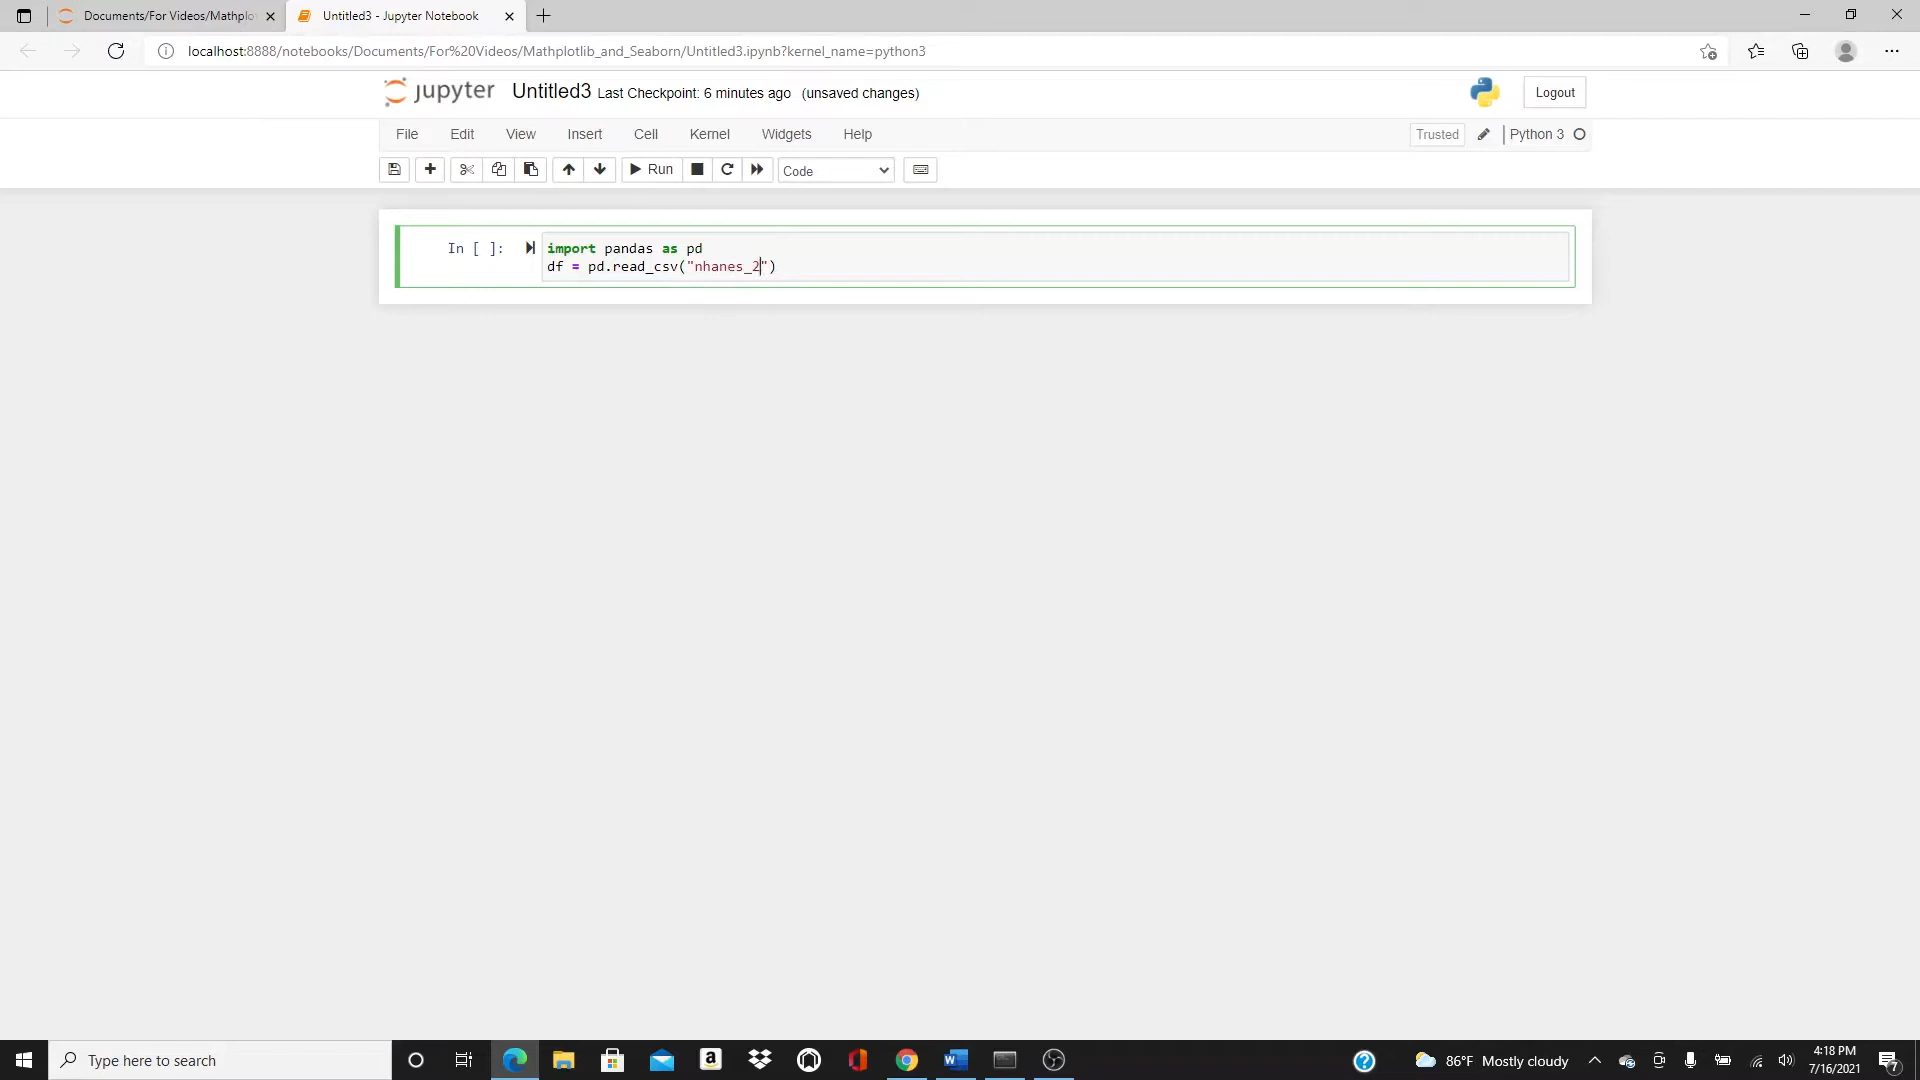 Documents/For Videos/Mathplo
Untitled3 - Jupyter Notebook
localhost:8888/notebooks/Documents/For%20Videos/Mathplotlib_and_Seaborn/Untitled3.ipynb?kernel_name=python3
jupyter Untitled3 Last Checkpoint: 6 minutes ago (unsaved changes)
Logout
File Edit View Insert Cell Kernel Widgets Help
Trusted Python 3
Run Code
In [ ]: import pandas as pd
df = pd.read_csv("nhanes_2")
Type here to search
86°F Mostly cloudy
4:18 PM
7/16/2021
7